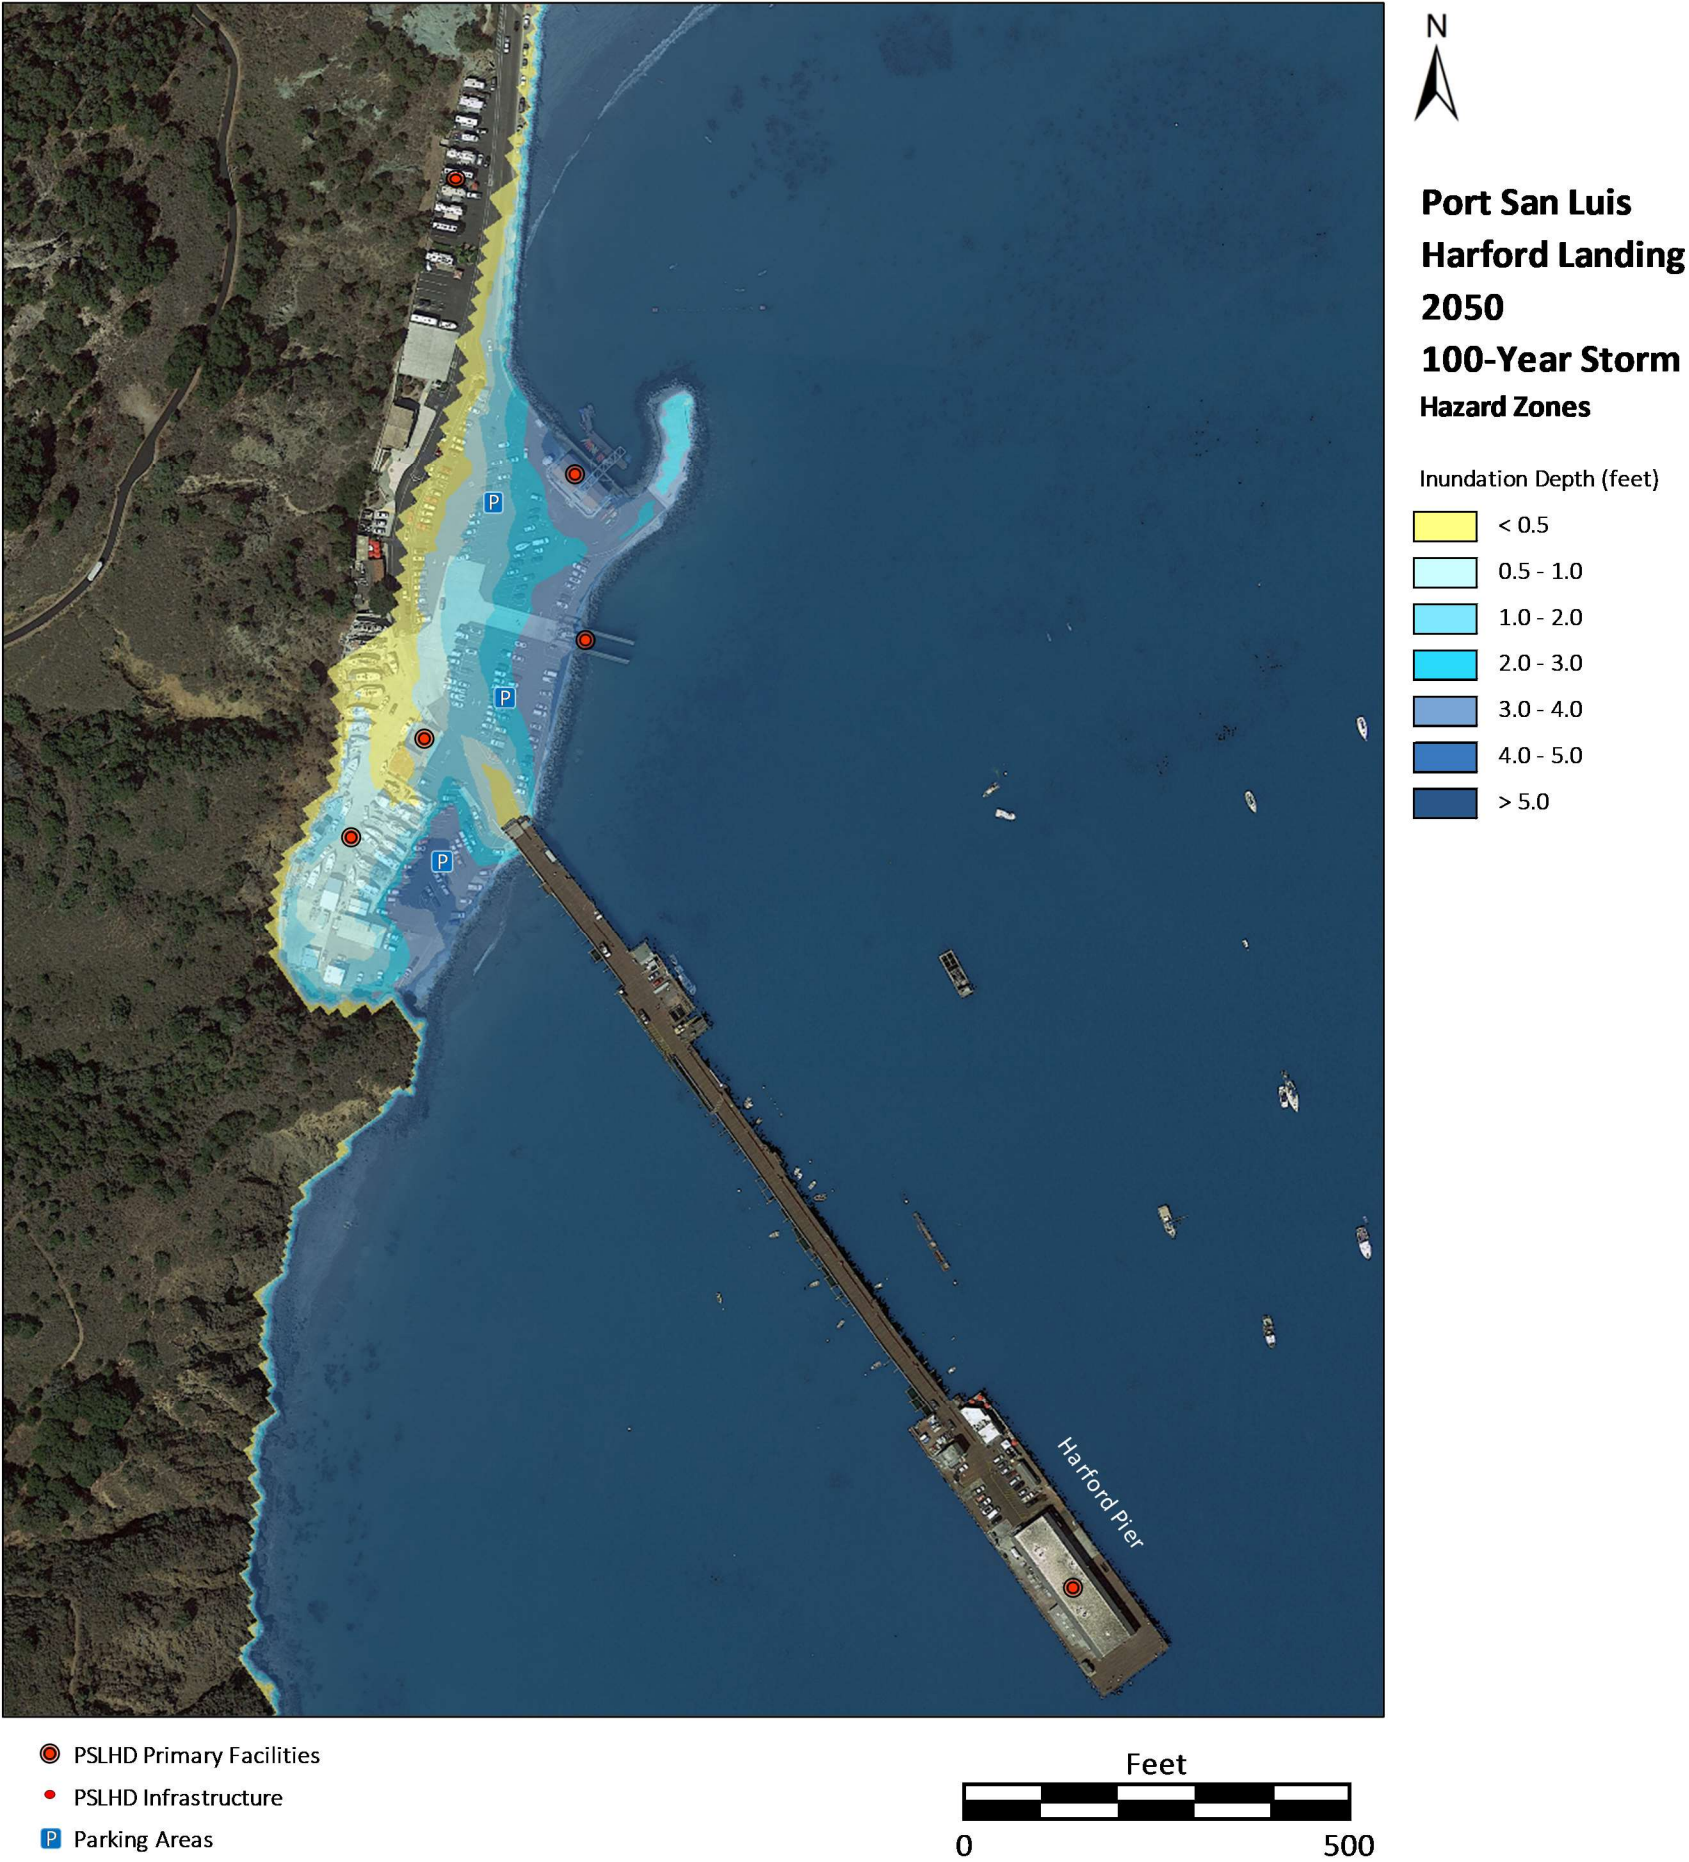 N
Port San Luis
Harford Landing
2050
100-Year Storm
Hazard Zones
Inundation Depth (feet)
< 0.5
0.5 - 1.0
1.0 - 2.0
2.0 - 3.0
3.0 - 4.0
4.0 - 5.0
> 5.0
P
P
P
Harford Pier
PSLHD Primary Facilities
PSLHD Infrastructure
P Parking Areas
Feet
0 500